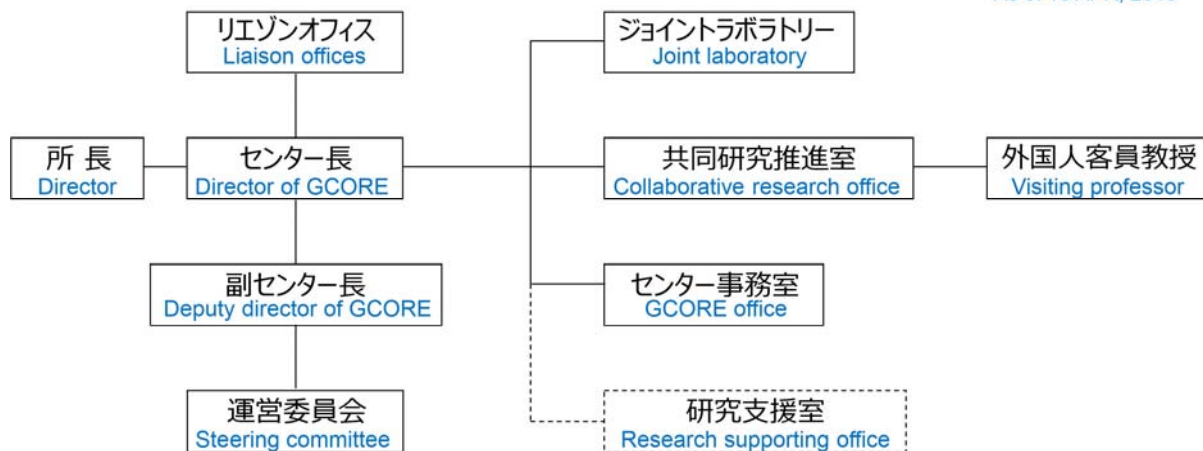 リエゾンオフィス
Liaison offices
ジョイントラボラトリー
Joint laboratory
所 長
Director
センター長
Director of GCORE
共同研究推進室
Collaborative research office
外国人客員教授
Visiting professor
副センター長
Deputy director of GCORE
センター事務室
GCORE office
運営委員会
Steering committee
研究支援室
Research supporting office